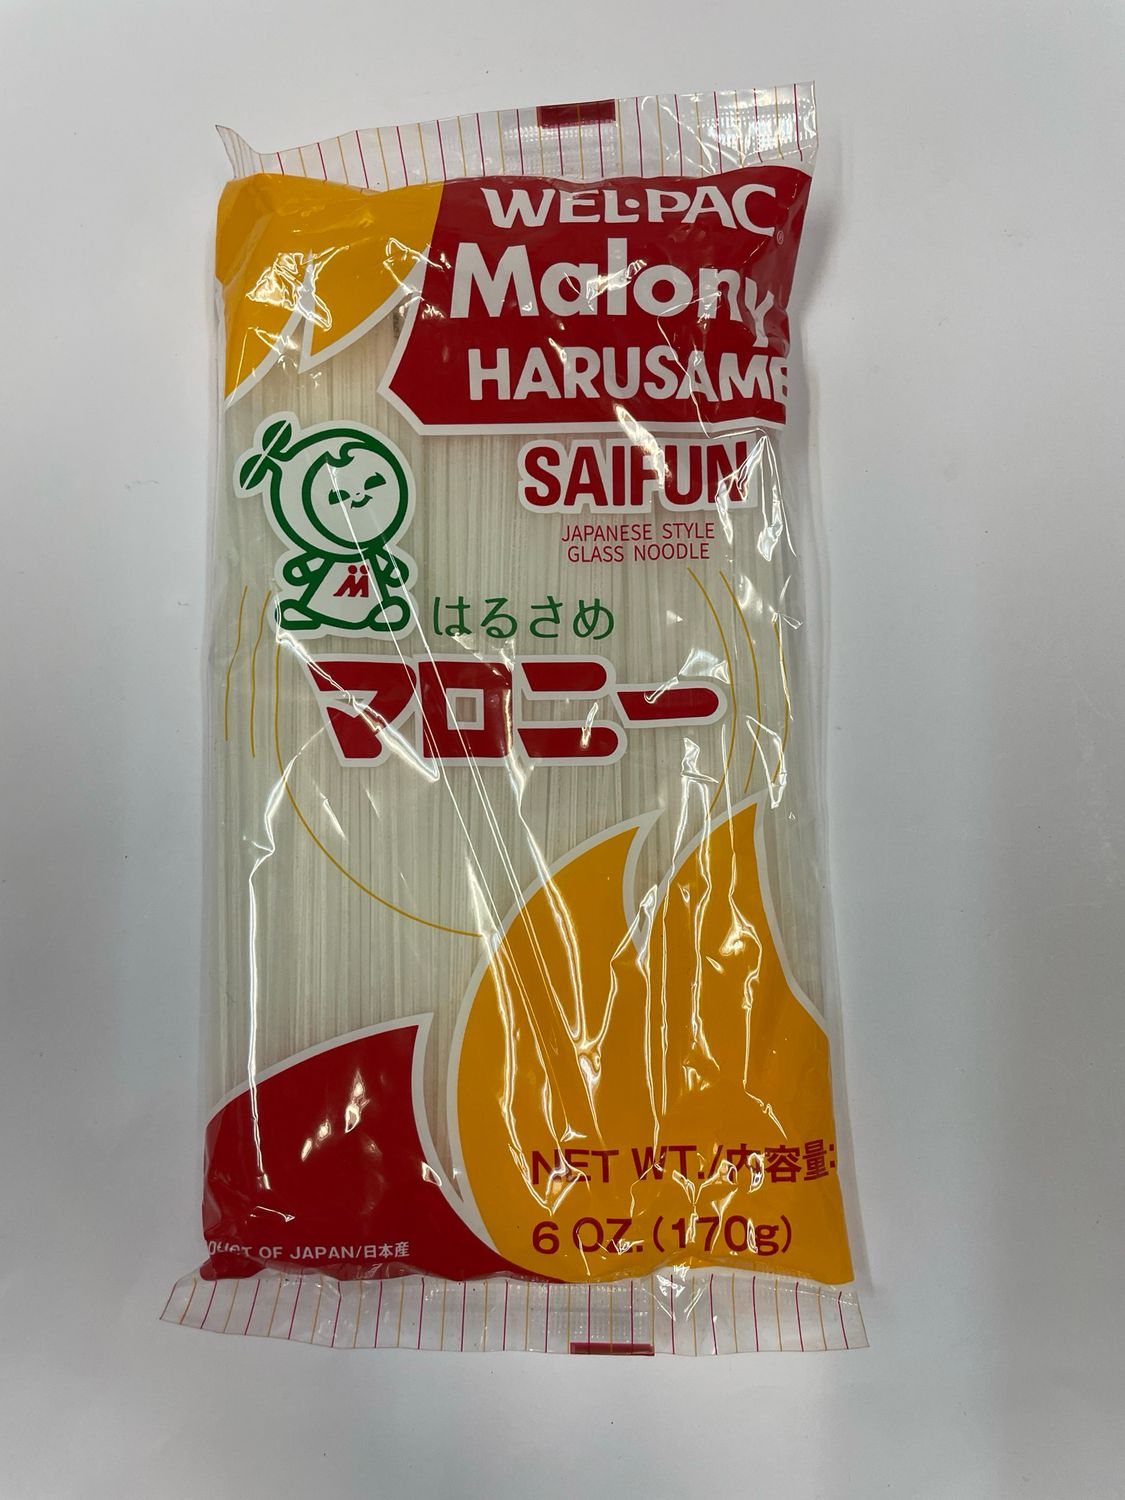 WEL·PAC®
Malony
HARUSAME
SAIFUN
JAPANESE STYLE
GLASS NOODLE
M
はるさめ
マロニー
NET WT./内容量:
6 OZ. (170g)
OF JAPAN/日本産